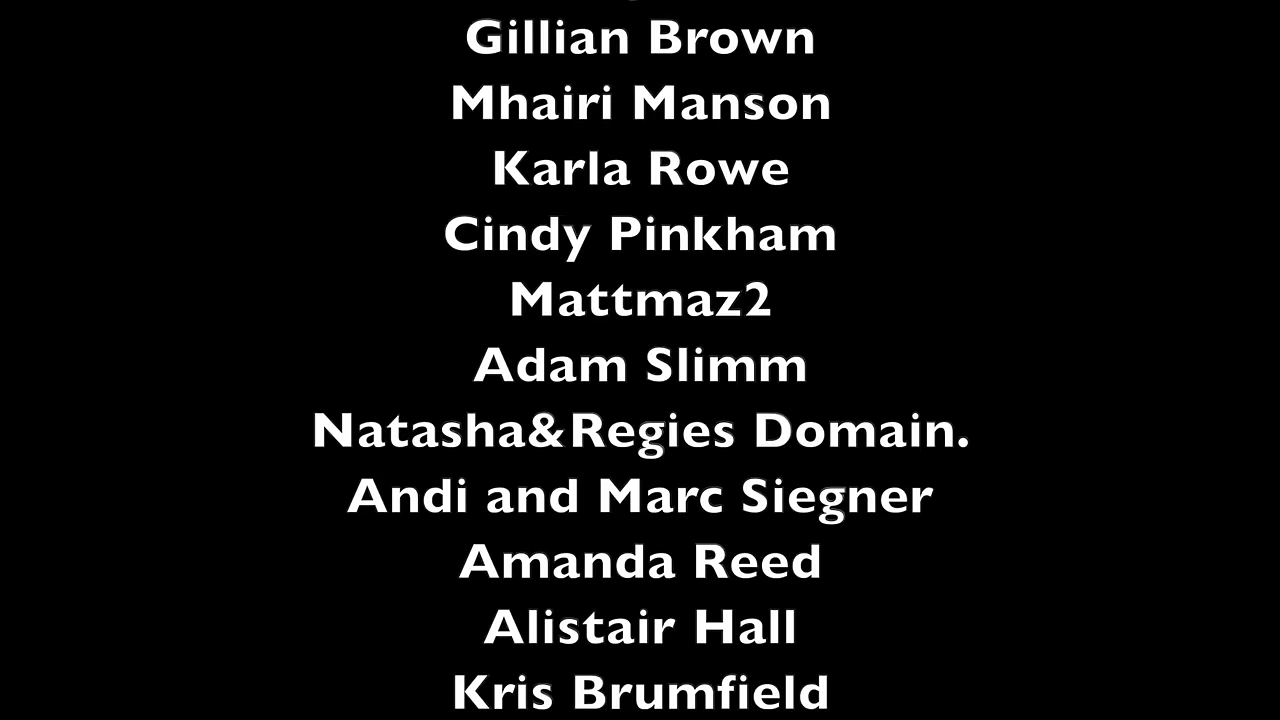 Gillian Brown
Mhairi Manson
Karla Rowe
Cindy Pinkham
Mattmaz2
Adam Slimm
Natasha&Regies Domain.
Andi and Marc Siegner
Amanda Reed
Alistair Hall
Kris Brumfield